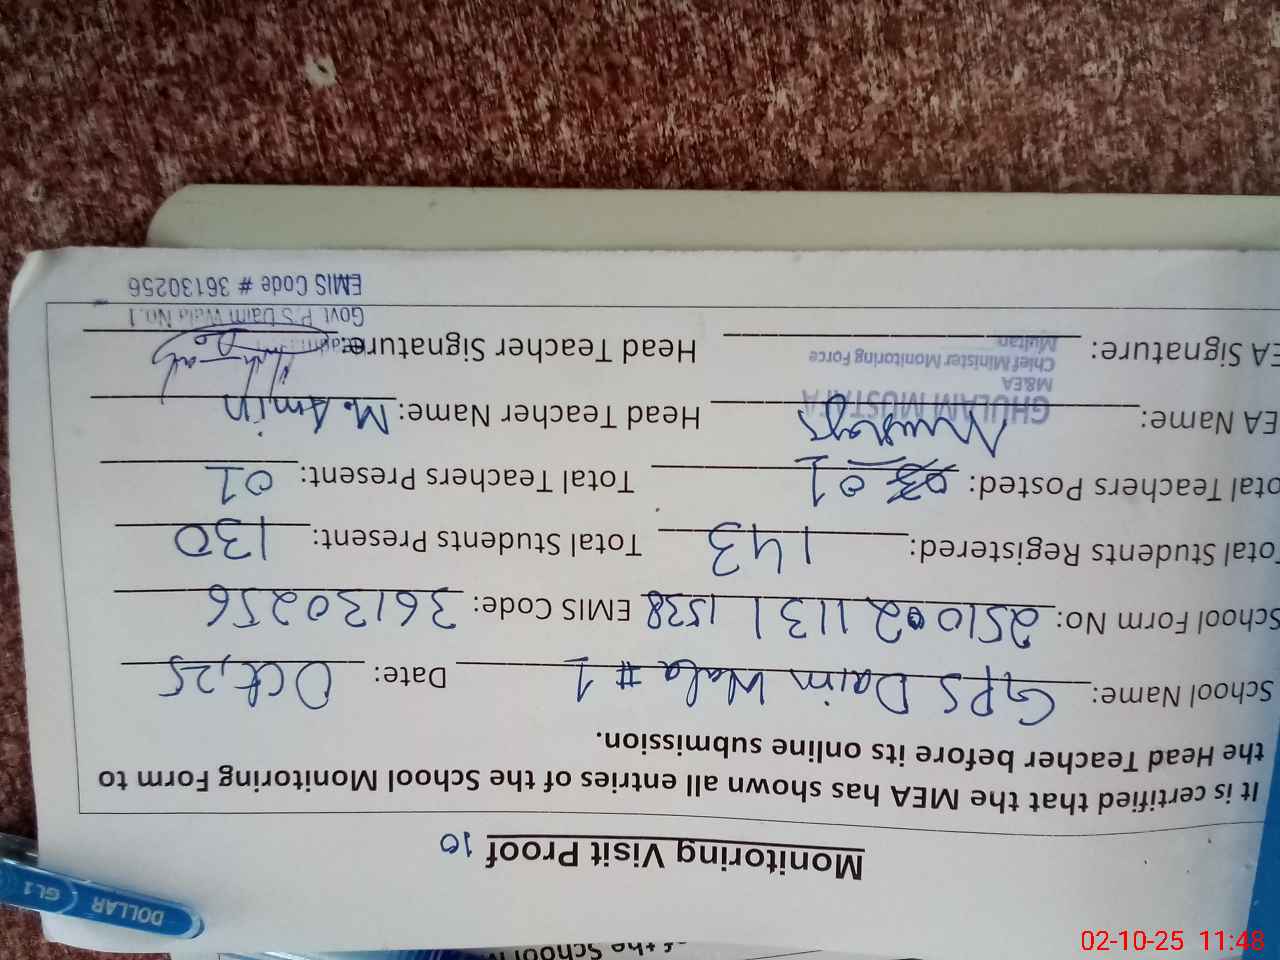 of the School
Monitoring Visit Proof 10
It is certified that the MEA has shown all entries of the School Monitoring Form to
the Head Teacher before its online submission.
School Name: GPS Daim Wala # 1 Date: Oct, 25
School Form No: 2510021131 1538 EMIS Code: 36130256
Total Students Registered: 143 Total Students Present: 130
Total Teachers Posted: 01 Total Teachers Present: 01
EA Name: Head Teacher Name: M. Amin
GHULAM MUSTAFA
M&EA
Chief Minister Monitoring Force
Multan
EA Signature: Head Teacher Signature:
Govt P/S Daim Wala No.1
EMIS Code # 36130256
DOLLAR GL1
02-10-25 11:48